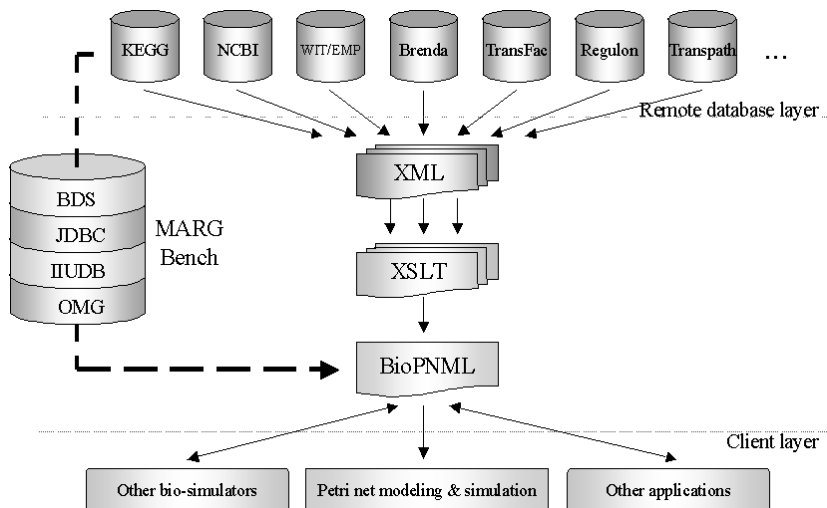 KEGG
NCBI
WIT/EMP
Brenda
TransFac
Regulon
Transpath
...
Remote database layer
XML
BDS
JDBC
IIUDB
OMG
MARG
Bench
XSLT
BioPNML
Client layer
Other bio-simulators
Petri net modeling & simulation
Other applications